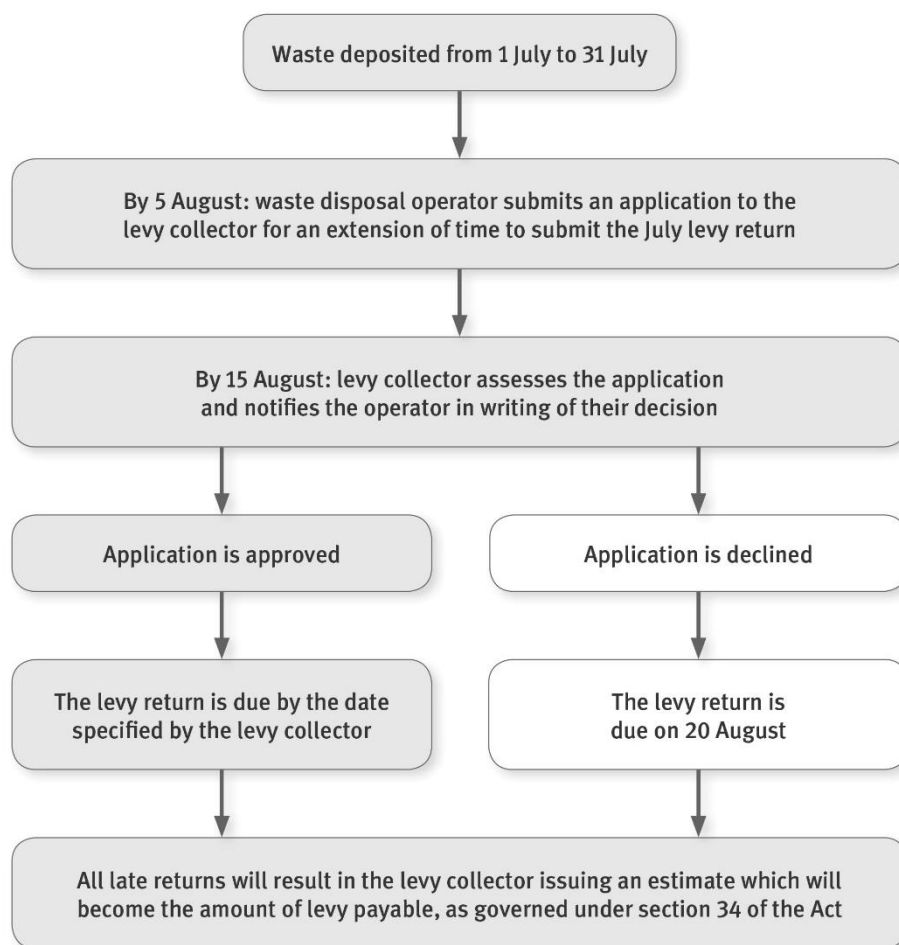 Waste deposited from 1 July to 31 July
By 5 August: waste disposal operator submits an application to the
levy collector for an extension of time to submit the July levy return
By 15 August: levy collector assesses the application
and notifies the operator in writing of their decision
Application is approved
Application is declined
The levy return is due by the date
specified by the levy collector
The levy return is
due on 20 August
All late returns will result in the levy collector issuing an estimate which will
become the amount of levy payable, as governed under section 34 of the Act